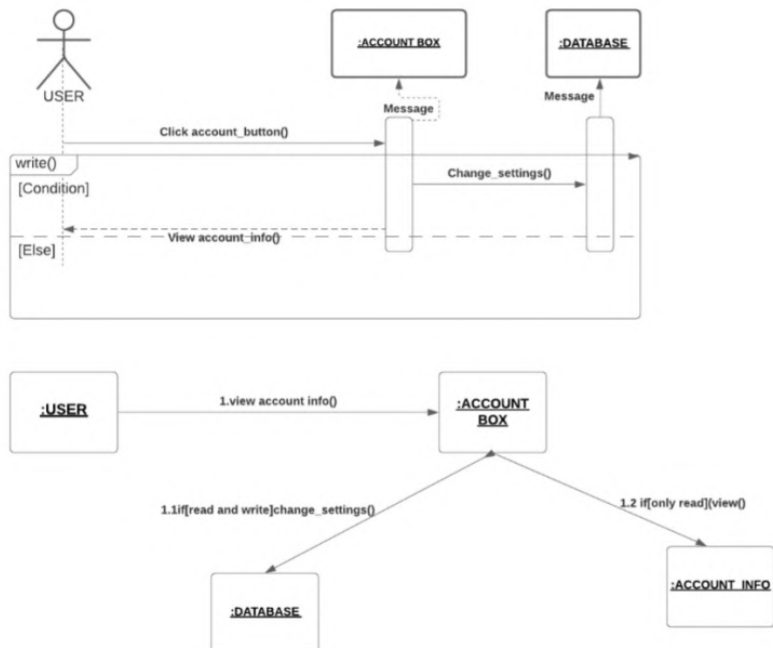 :ACCOUNT BOX
:DATABASE
USER
Message
Message
Click account_button()
write()
[Condition]
Change_settings()
View account_info()
[Else]
:USER
1.view account info()
:ACCOUNT
BOX
1.1if[read and write]change_settings()
1.2 if[only read](view()
:DATABASE
:ACCOUNT_INFO